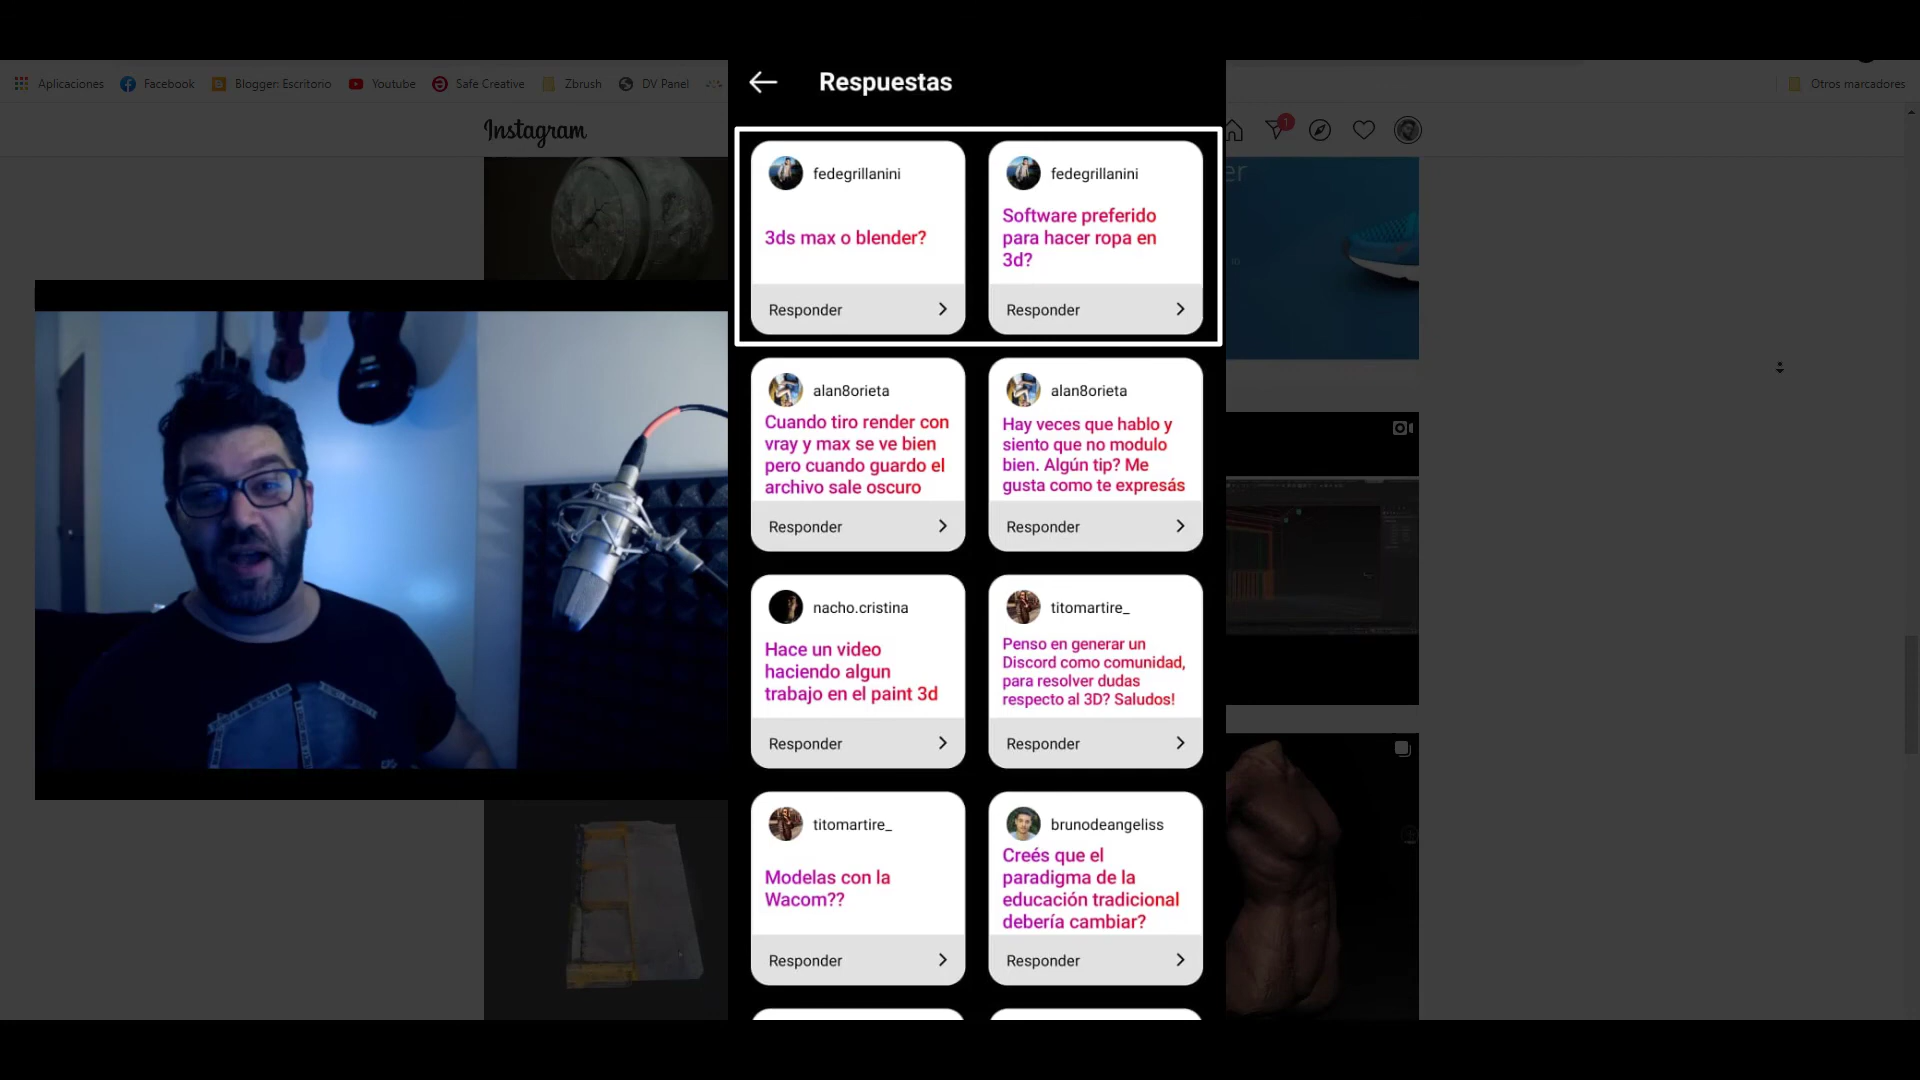 Aplicaciones
Facebook
Blogger: Escritorio
Youtube
Safe Creative
Zbrush
DV Panel
Otros marcadores
Instagram
1
Respuestas
fedegrillanini
3ds max o blender?
Responder
fedegrillanini
Software preferido
para hacer ropa en
3d?
Responder
alan8orieta
Cuando tiro render con
vray y max se ve bien
pero cuando guardo el
archivo sale oscuro
Responder
alan8orieta
Hay veces que hablo y
siento que no modulo
bien. Algún tip? Me
gusta como te expresás
Responder
nacho.cristina
Hace un video
haciendo algun
trabajo en el paint 3d
Responder
titomartire_
Penso en generar un
Discord como comunidad,
para resolver dudas
respecto al 3D? Saludos!
Responder
titomartire_
Modelas con la
Wacom??
Responder
brunodeangeliss
Creés que el
paradigma de la
educación tradicional
debería cambiar?
Responder
er